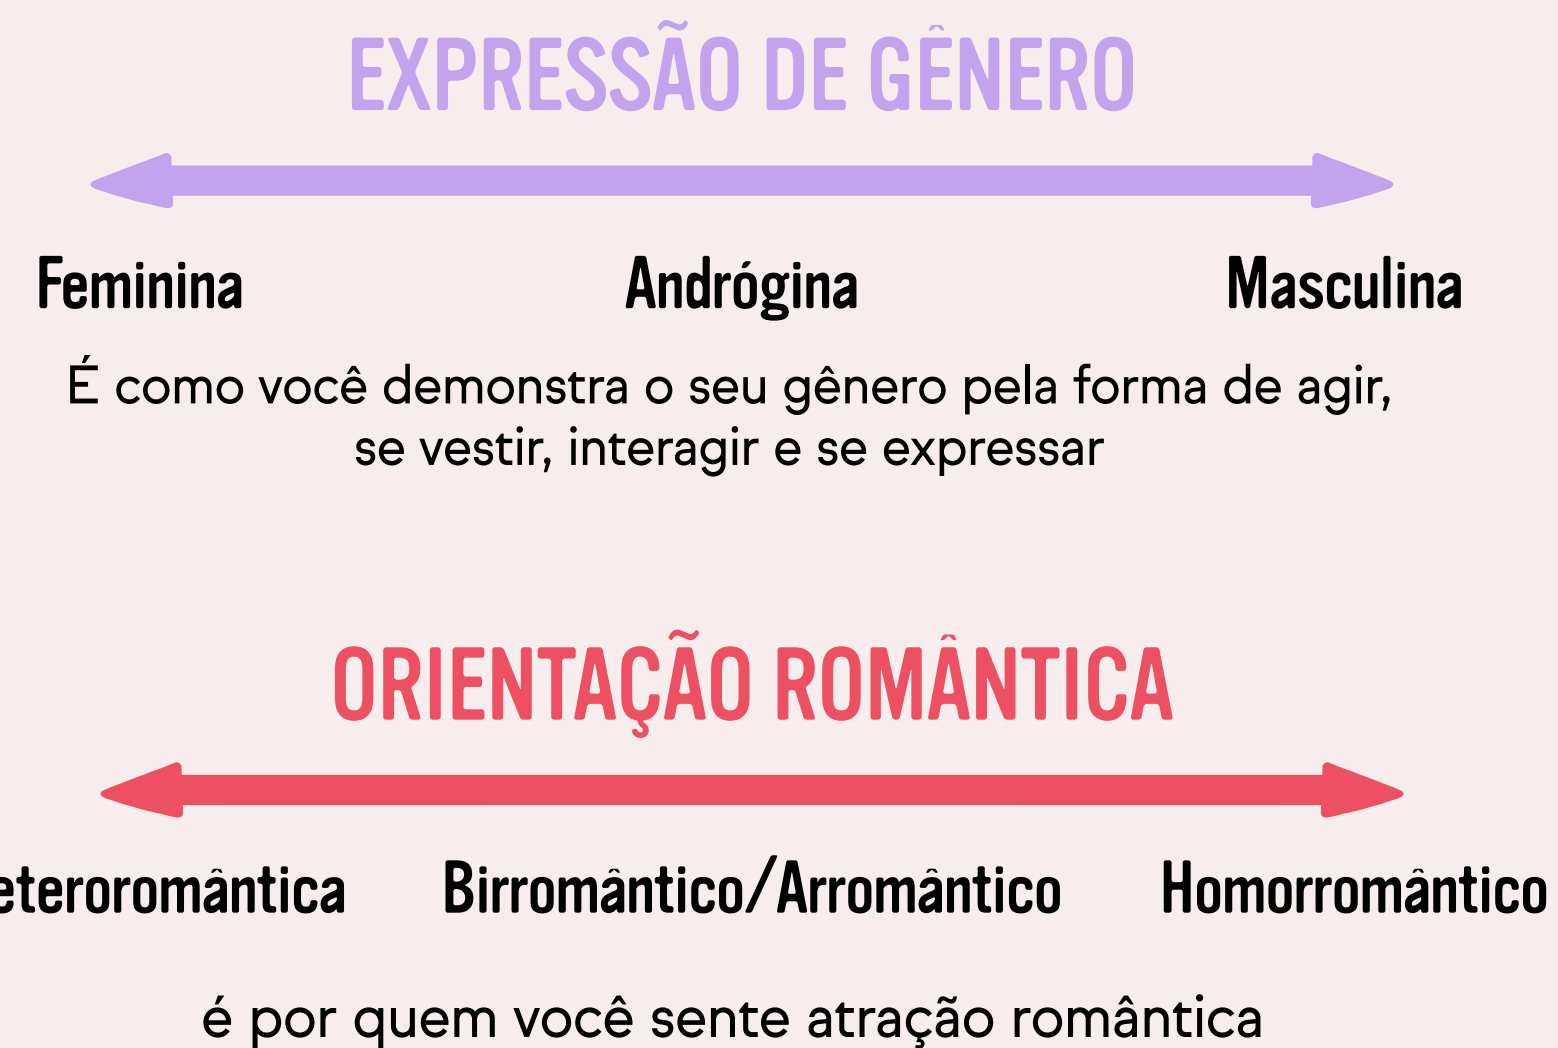 EXPRESSÃO DE GÊNERO
Feminina Andrógina Masculina
É como você demonstra o seu gênero pela forma de agir,
se vestir, interagir e se expressar
ORIENTAÇÃO ROMÂNTICA
eteroromântica Birromântico/Arromântico Homorromântico
é por quem você sente atração romântica